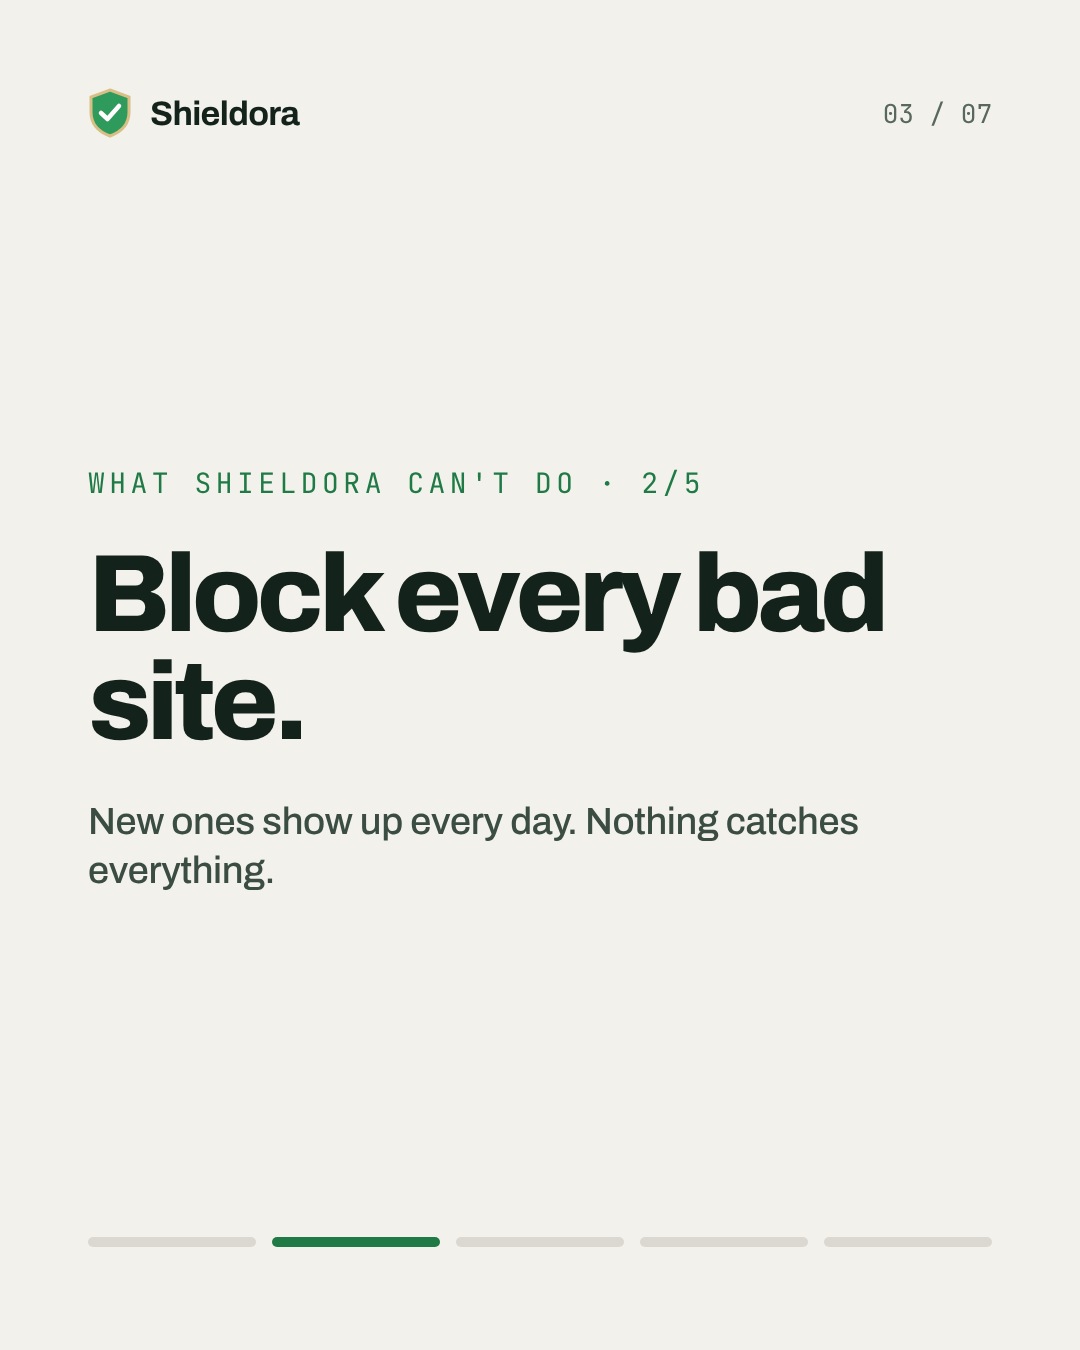 Shieldora
03 / 07
WHAT SHIELDORA CAN'T DO · 2/5
Block every bad
site.
New ones show up every day. Nothing catches
everything.